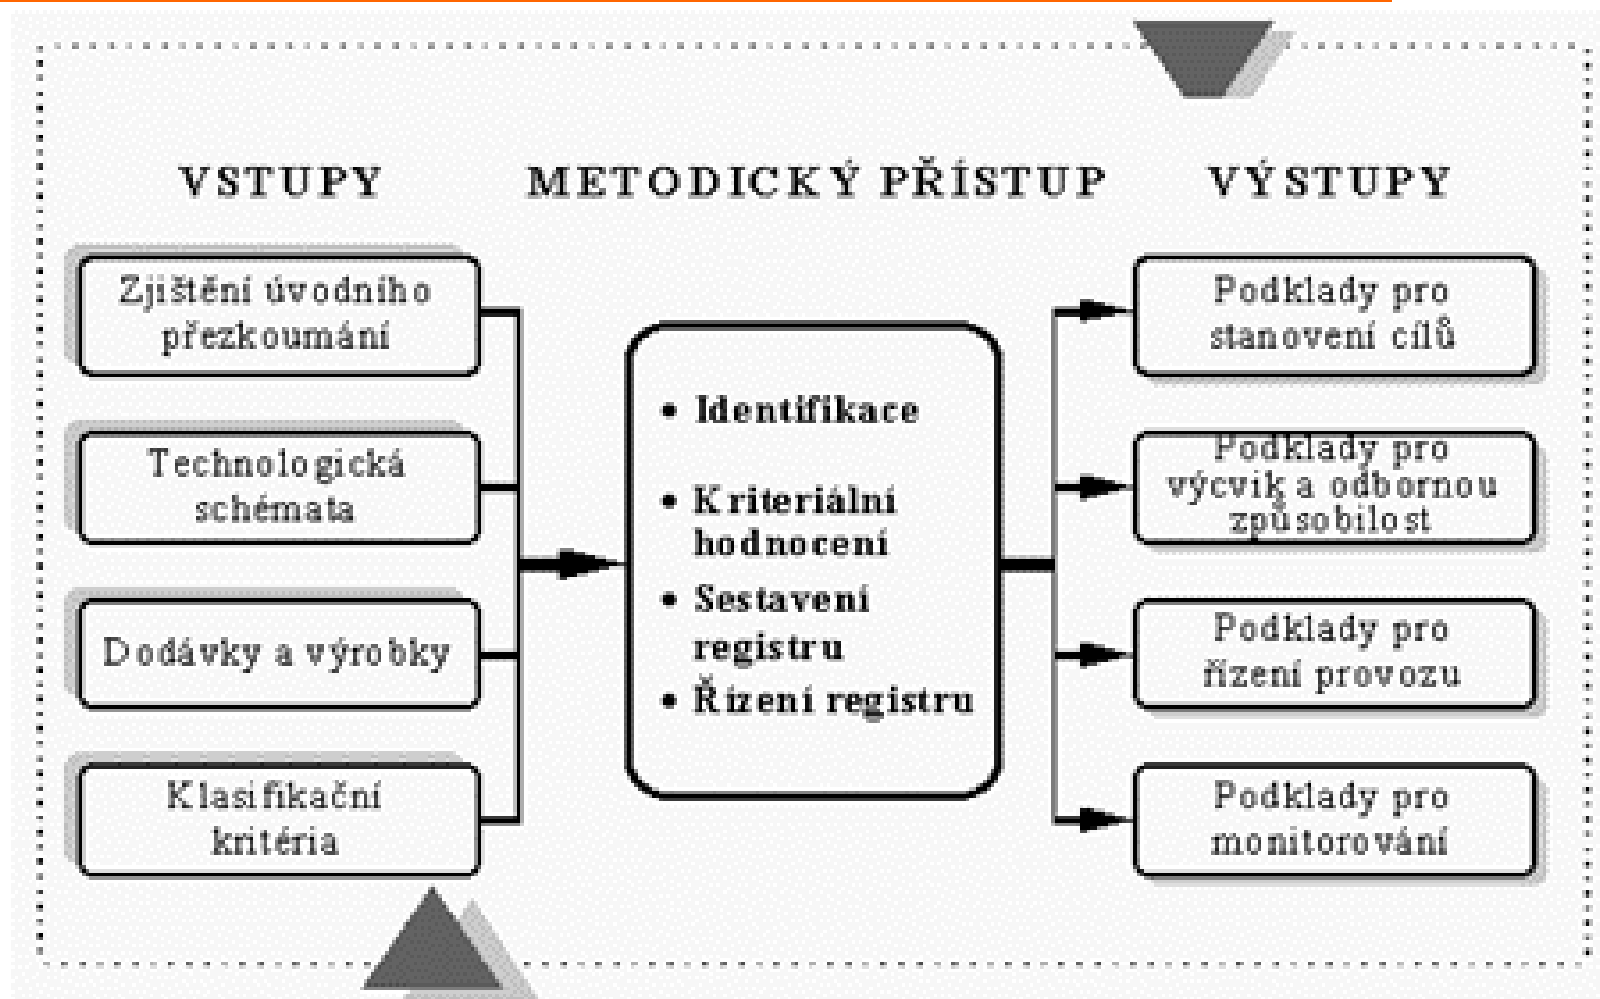 VSTUPY
METODICKÝ PŘÍSTUP
VÝSTUPY
Zjištění úvodního
přezkoumání
Technologická
schémata
Dodávky a výrobky
Klasifikační
kritéria
• Identifikace
• Kriteriální
hodnocení
• Sestavení
registru
• Řízení registru
Podklady pro
stanovení cílů
Podklady pro
výcvik a odbornou
způsobilost
Podklady pro
řízení provozu
Podklady pro
monitorování